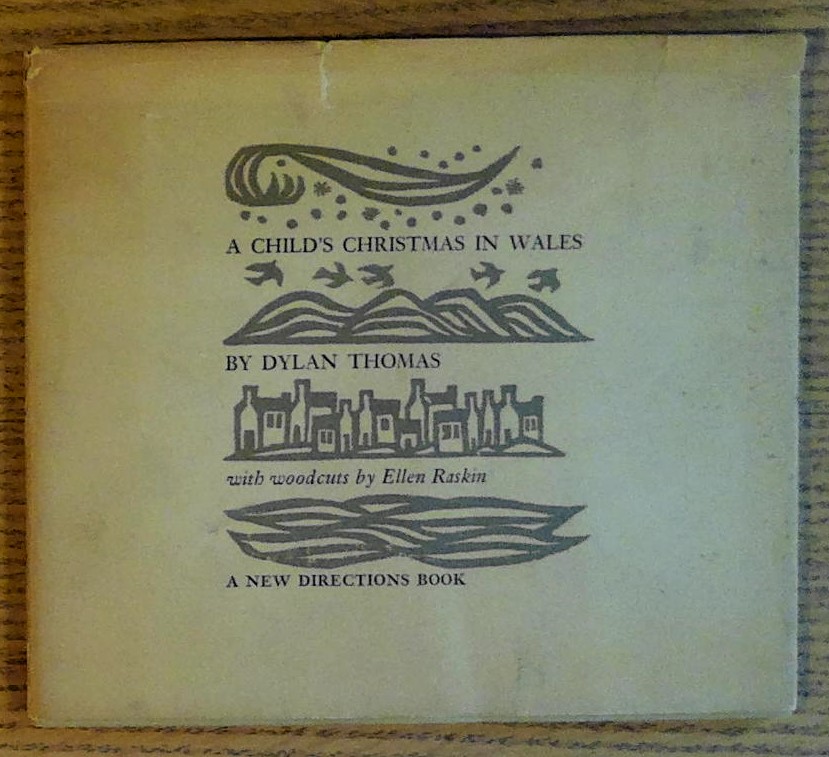 A CHILD'S CHRISTMAS IN WALES
BY DYLAN THOMAS
with woodcuts by Ellen Raskin
A NEW DIRECTIONS BOOK